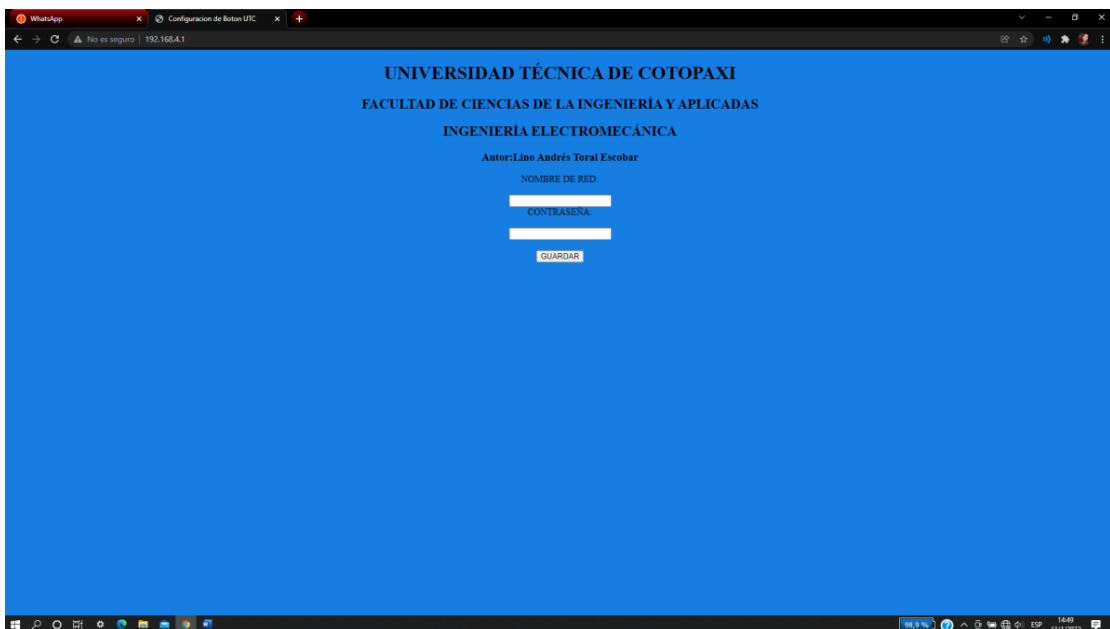 WhatsApp
Configuracion de Boton UTC
No es seguro | 192.168.4.1
UNIVERSIDAD TÉCNICA DE COTOPAXI
FACULTAD DE CIENCIAS DE LA INGENIERÍA Y APLICADAS
INGENIERÍA ELECTROMECÁNICA
Autor:Lino Andrés Toral Escobar
NOMBRE DE RED:
CONTRASEÑA:
GUARDAR
98,9 %
ESP
14:49